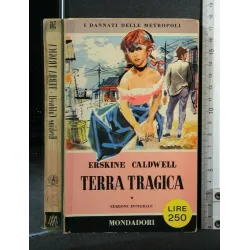 I DANNATI DELLE METROPOLI
ERSKINE CALDWELL
TERRA TRAGICA
EDIZIONE INTEGRALE
LIRE
250
MONDADORI